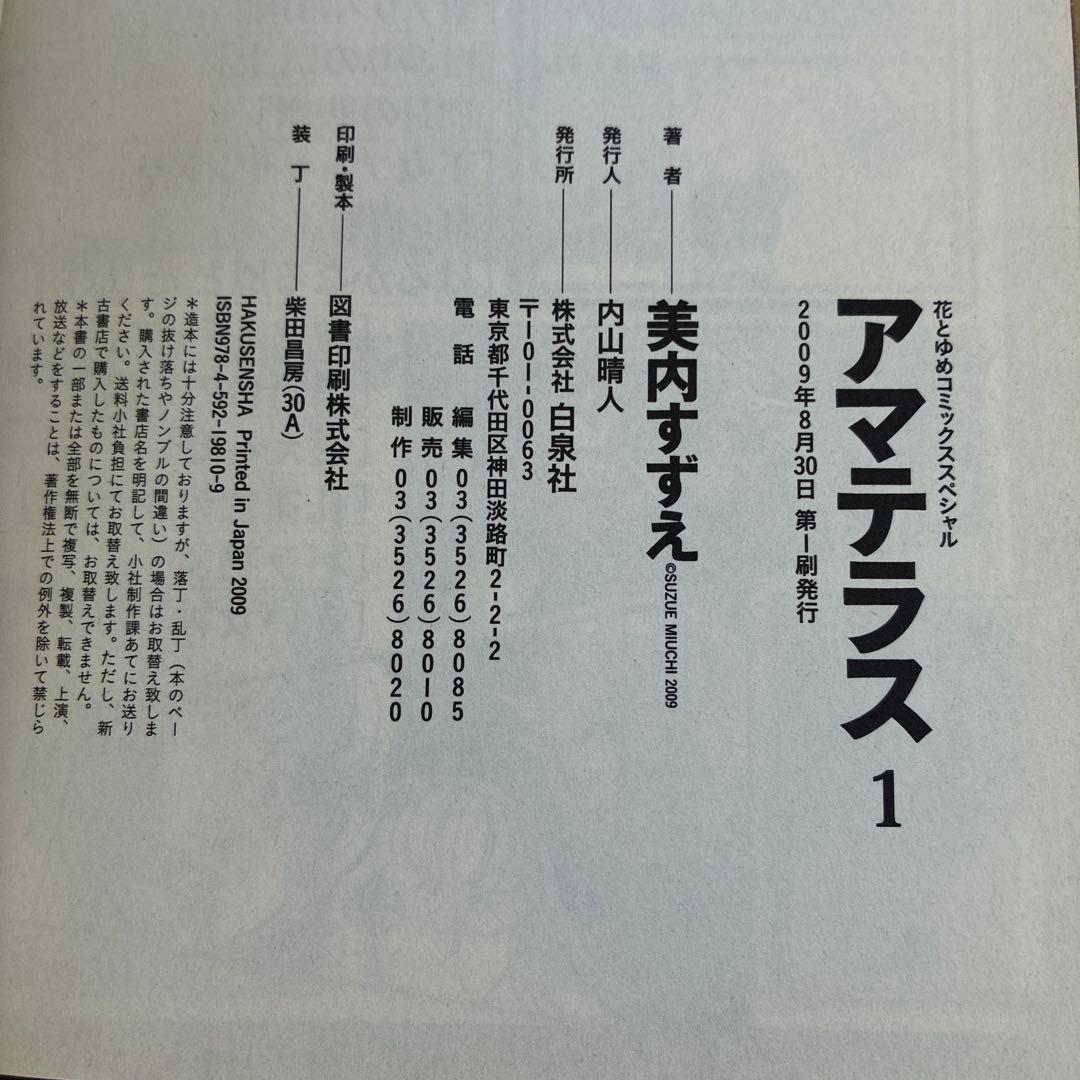 花とゆめコミックススペシャル
アマテラス 1
2009年8月30日 第1刷発行
著 者――美内すずえ
©SUZUE MIUCHI 2009
発行人――内山晴人
発行所――株式会社 白泉社
〒101-0063
東京都千代田区神田淡路町2-2-2
電 話 編集 03(3526)8085
販売 03(3526)8010
制作 03(3526)8020
印刷・製本――図書印刷株式会社
装 丁――柴田昌房(30A)
HAKUSENSHA Printed in Japan 2009
ISBN978-4-592-19810-9
＊造本には十分注意しておりますが、落丁・乱丁（本のペー
ジの抜け落ちやノンブルの間違い）の場合はお取替え致しま
す。購入された書店名を明記して、小社制作課あてにお送り
ください。送料小社負担にてお取替え致します。ただし、新
古書店で購入したものについては、お取替えできません。
＊本書の一部または全部を無断で複写、複製、転載、上演、
放送などをすることは、著作権法上での例外を除いて禁じら
れています。